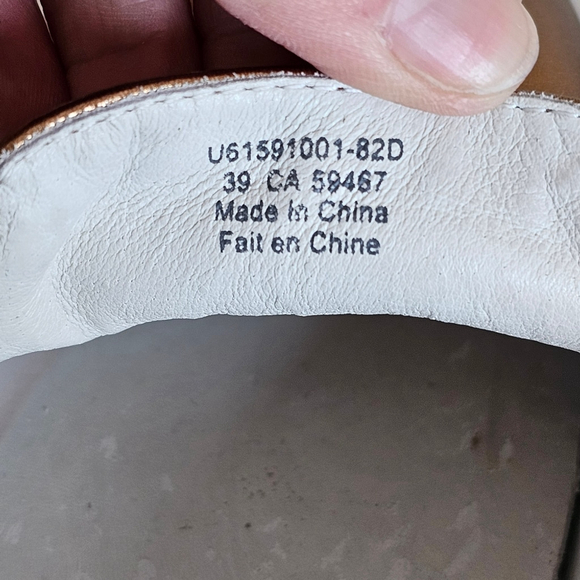 U61591001-82D
39 CA 59467
Made in China
Fait en Chine